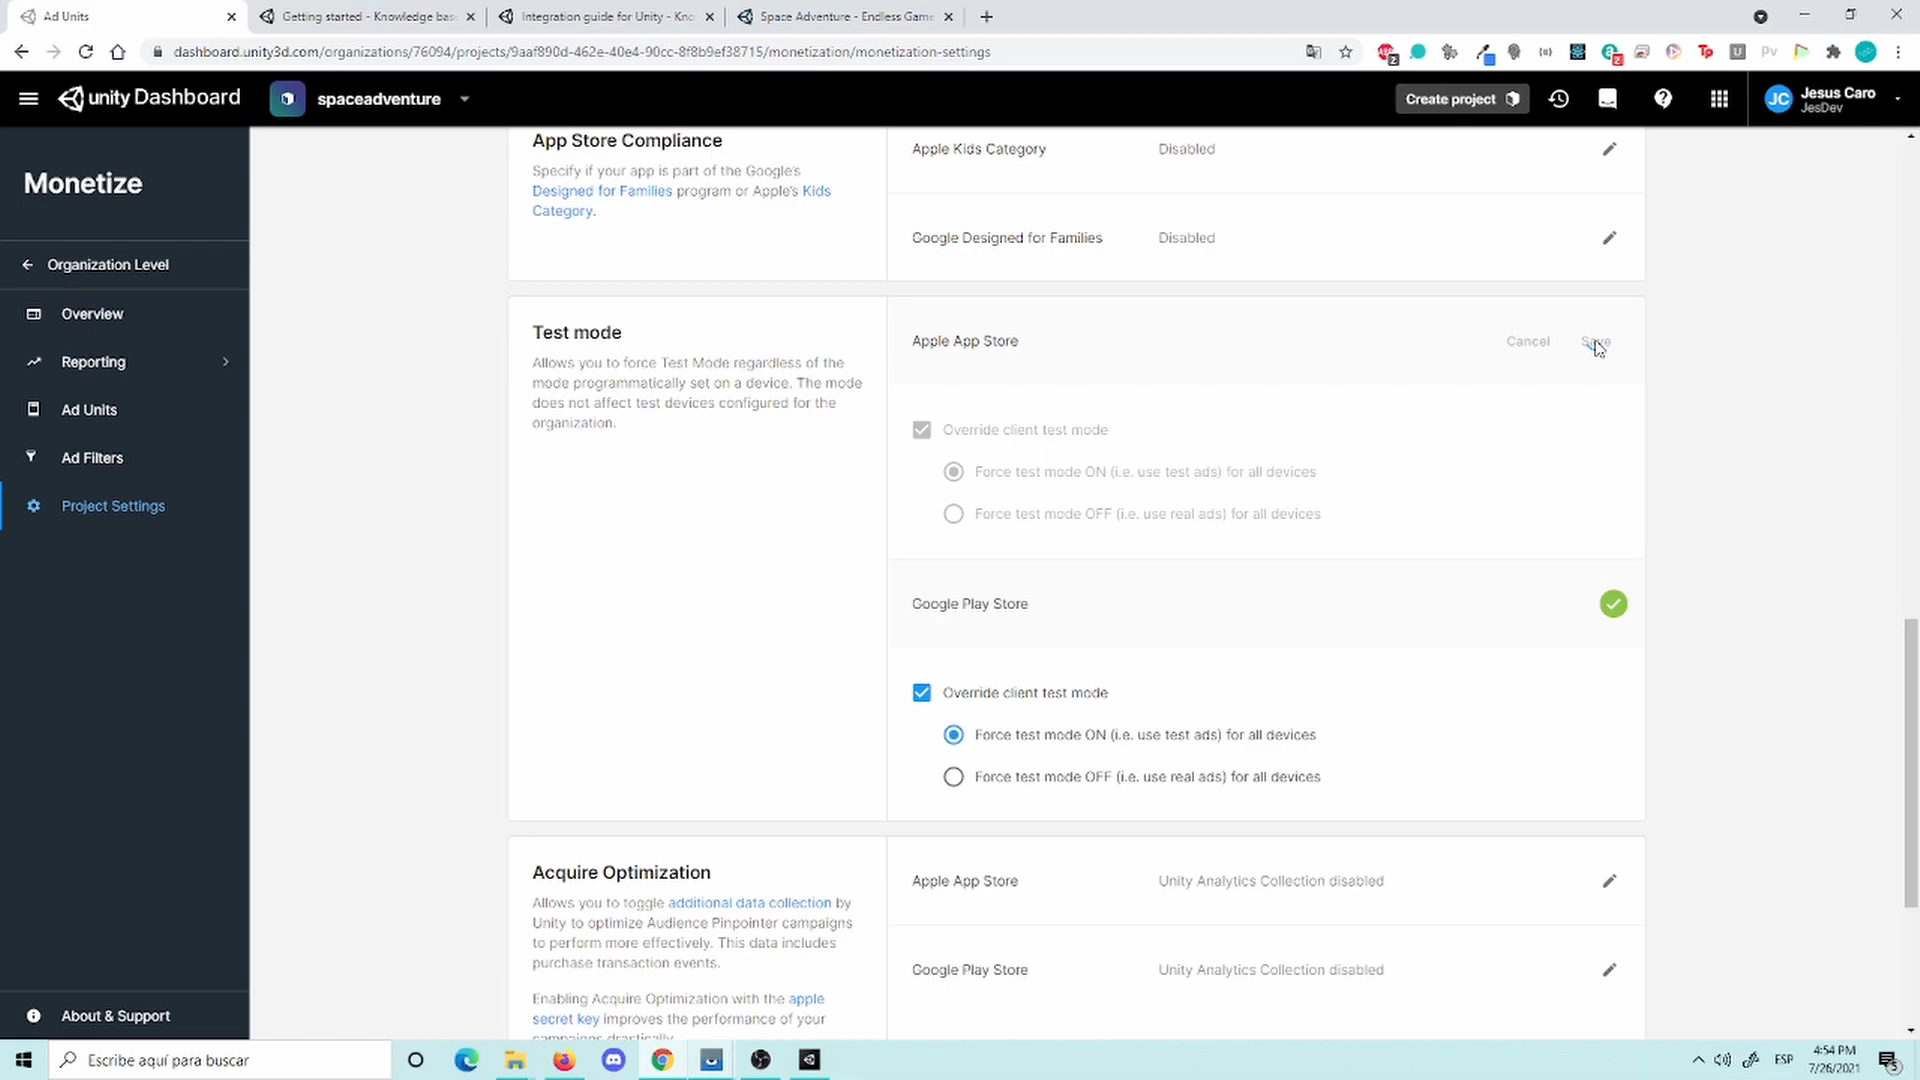 Ad Units
Getting started - Knowledge bas
Integration guide for Unity - Kno
Space Adventure - Endless Game
dashboard.unity3d.com/organizations/76094/projects/9aaf890d-462e-40e4-90cc-8f8b9ef38715/monetization/monetization-settings
unity Dashboard
spaceadventure
Create project
JC
Jesus Caro
JesDev
Monetize
Organization Level
Overview
Reporting
Ad Units
Ad Filters
Project Settings
About & Support
App Store Compliance
Specify if your app is part of the Google's
Designed for Families program or Apple's Kids
Category.
Apple Kids Category Disabled
Google Designed for Families Disabled
Test mode
Allows you to force Test Mode regardless of the
mode programmatically set on a device. The mode
does not affect test devices configured for the
organization.
Apple App Store Cancel Save
Override client test mode
Force test mode ON (i.e. use test ads) for all devices
Force test mode OFF (i.e. use real ads) for all devices
Google Play Store
Override client test mode
Force test mode ON (i.e. use test ads) for all devices
Force test mode OFF (i.e. use real ads) for all devices
Acquire Optimization
Allows you to toggle additional data collection by
Unity to optimize Audience Pinpointer campaigns
to perform more effectively. This data includes
purchase transaction events.
Enabling Acquire Optimization with the apple
secret key improves the performance of your
campaigns drastically.
Apple App Store Unity Analytics Collection disabled
Google Play Store Unity Analytics Collection disabled
Escribe aquí para buscar
ESP
4:54 PM
7/26/2021